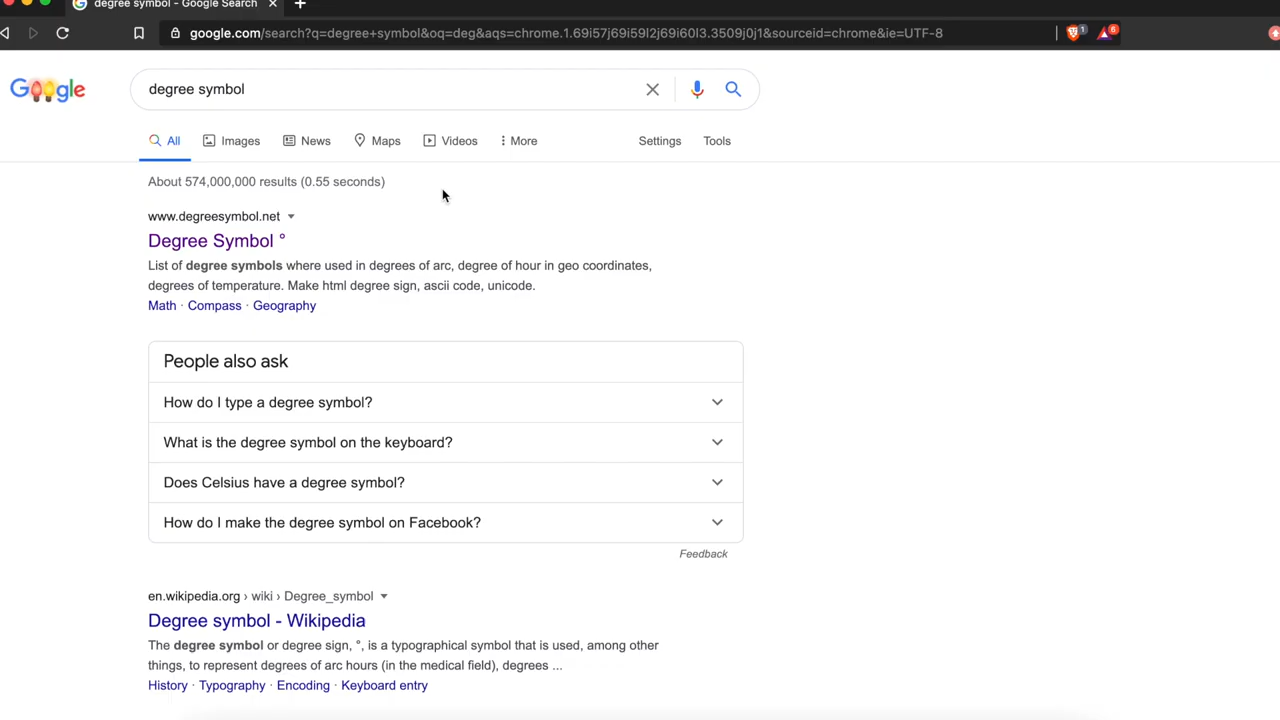 degree symbol - Google Search
google.com/search?q=degree+symbol&oq=deg&aqs=chrome.1.69i57j69i59l2j69i60l3.3509j0j1&sourceid=chrome&ie=UTF-8
1
6
Google
degree symbol
All Images News Maps Videos More Settings Tools
About 574,000,000 results (0.55 seconds)
www.degreesymbol.net
Degree Symbol °
List of degree symbols where used in degrees of arc, degree of hour in geo coordinates,
degrees of temperature. Make html degree sign, ascii code, unicode.
Math · Compass · Geography
People also ask
How do I type a degree symbol?
What is the degree symbol on the keyboard?
Does Celsius have a degree symbol?
How do I make the degree symbol on Facebook?
Feedback
en.wikipedia.org › wiki › Degree_symbol
Degree symbol - Wikipedia
The degree symbol or degree sign, °, is a typographical symbol that is used, among other
things, to represent degrees of arc hours (in the medical field), degrees ...
History · Typography · Encoding · Keyboard entry